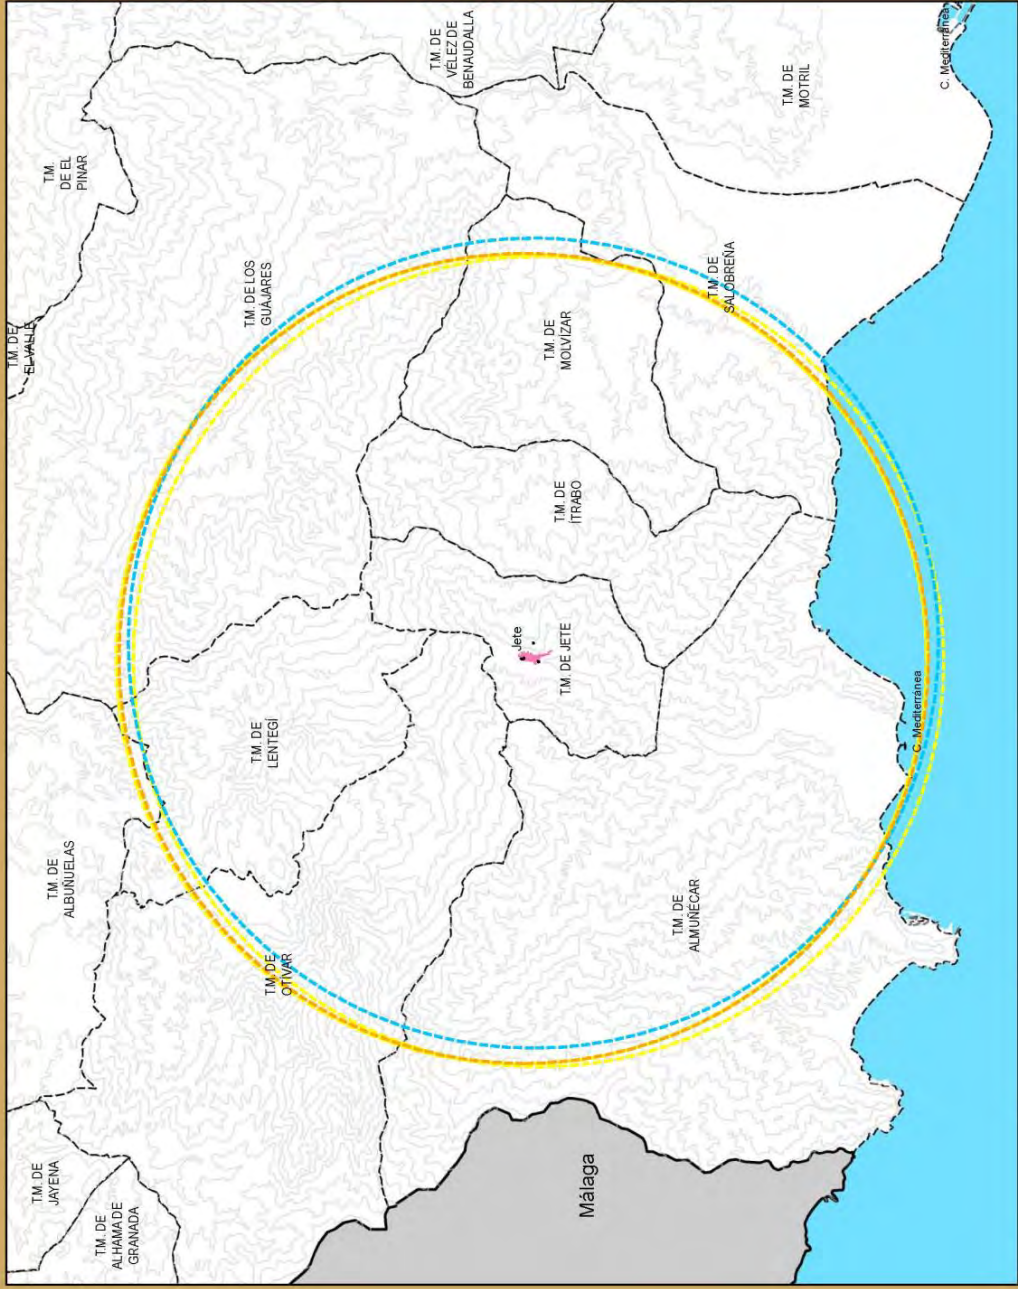 T.M. DE
VÉLEZ DE
BENAUDALLA
C. Mediterránea
T.M. DE
MOTRIL
T.M.
DE EL
PINAR
T.M. DE LOS
GUÁJARES
T.M. DE
SALOBREÑA
T.M. DE
EL VALLE
T.M. DE
MOLVÍZAR
T.M. DE
ÍTRABO
Jete
T.M. DE JETE
T.M. DE
LENTEGÍ
C. Mediterránea
T.M. DE
ALBUÑUELAS
T.M. DE
ALMUÑÉCAR
T.M. DE
OTÍVAR
T.M. DE
JAYENA
T.M. DE
ALHAMA DE
GRANADA
Málaga